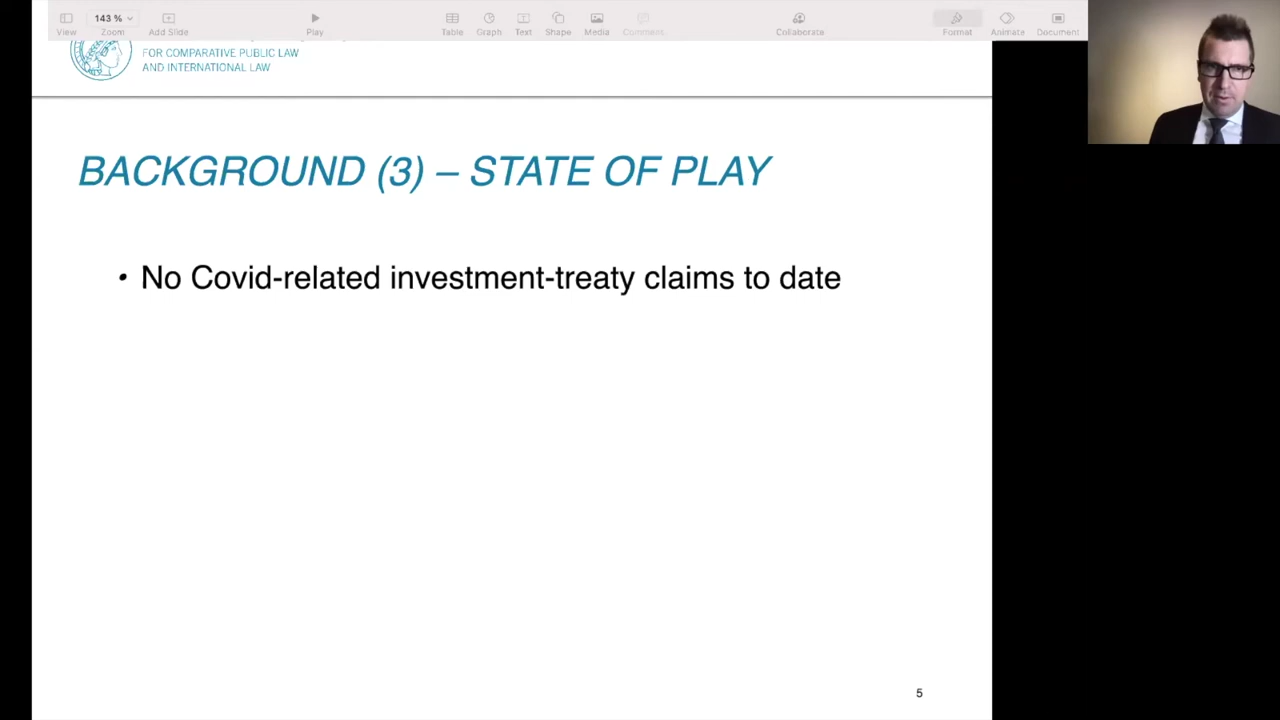 143 %
View
Zoom
Add Slide
Play
Table
Graph
Text
Shape
Media
Comment
Collaborate
Format
Animate
Document
FOR COMPARATIVE PUBLIC LAW
AND INTERNATIONAL LAW
BACKGROUND (3) – STATE OF PLAY
• No Covid-related investment-treaty claims to date
5